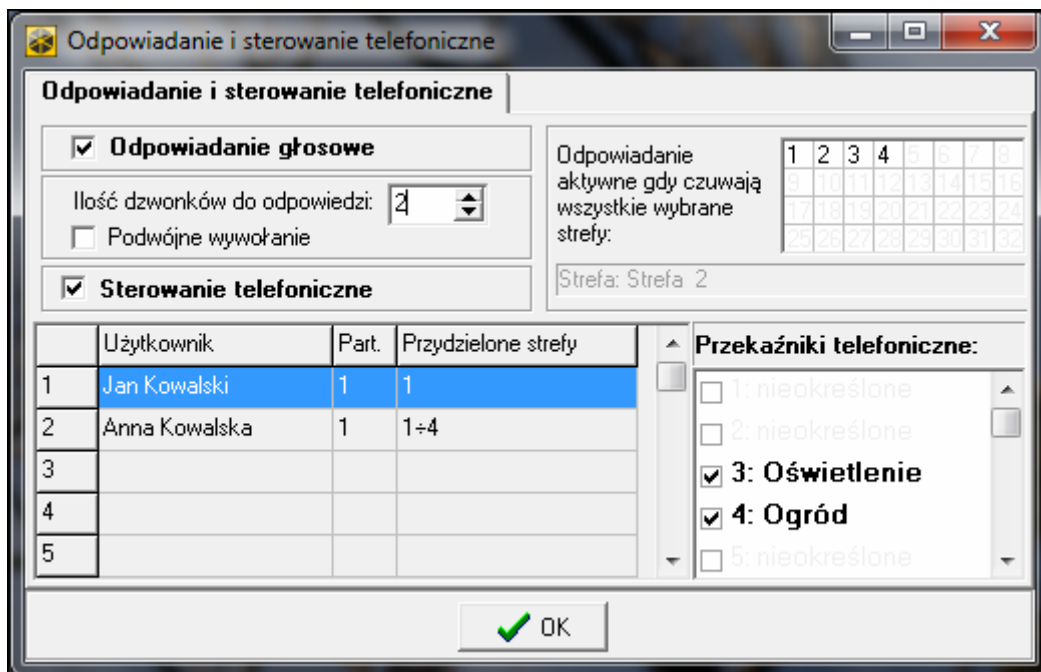 Odpowiadanie i sterowanie telefoniczne
Odpowiadanie i sterowanie telefoniczne
Odpowiadanie głosowe
Ilość dzwonków do odpowiedzi: 2
Podwójne wywołanie
Sterowanie telefoniczne
Odpowiadanie
aktywne gdy czuwają
wszystkie wybrane
strefy:
1 2 3 4 5 6 7 8
9 10 11 12 13 14 15 16
17 18 19 20 21 22 23 24
25 26 27 28 29 30 31 32
Strefa: Strefa 2
Użytkownik Part. Przydzielone strefy
1 Jan Kowalski 1 1
2 Anna Kowalska 1 1÷4
3
4
5
Przekaźniki telefoniczne:
1: nieokreślone
2: nieokreślone
3: Oświetlenie
4: Ogród
5: nieokreślone
OK